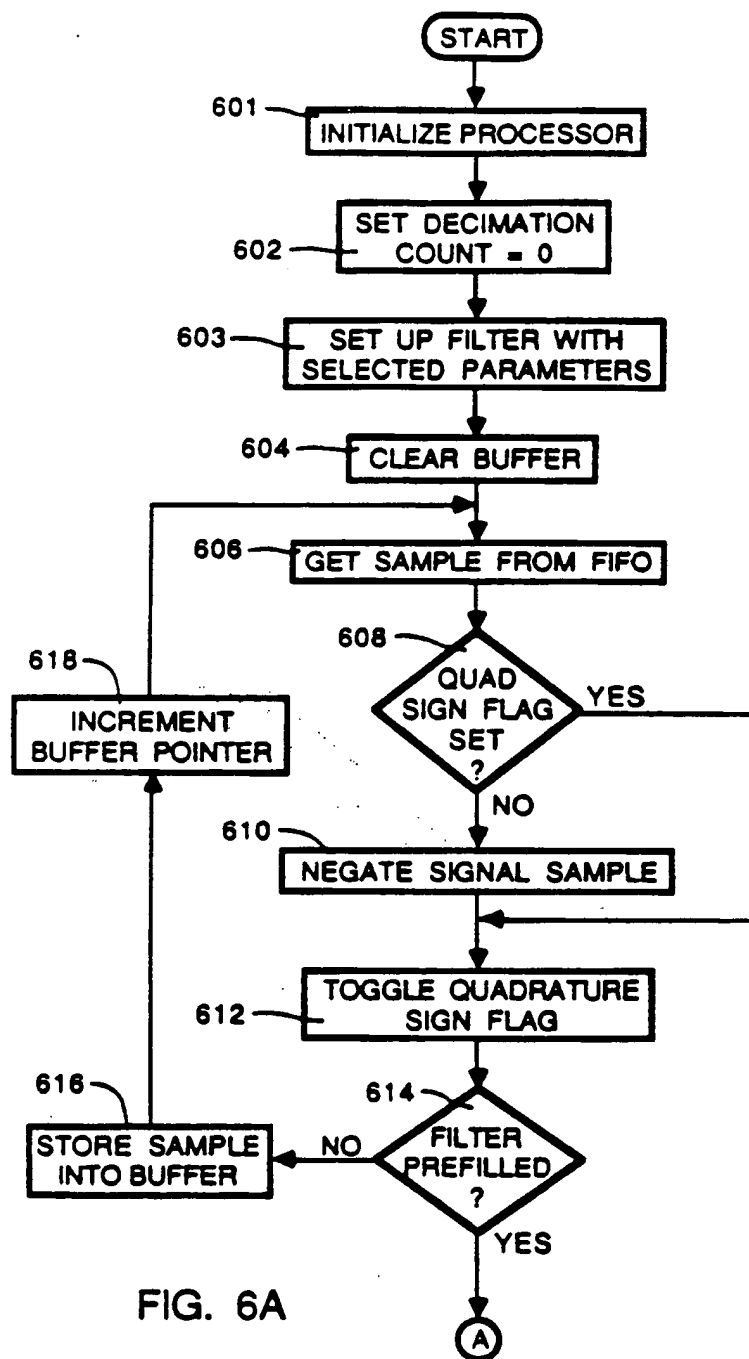 START
601
INITIALIZE PROCESSOR
SET DECIMATION
COUNT = 0
602
603
SET UP FILTER WITH
SELECTED PARAMETERS
604
CLEAR BUFFER
606
GET SAMPLE FROM FIFO
608
QUAD
SIGN FLAG
SET
?
YES
NO
618
INCREMENT
BUFFER POINTER
610
NEGATE SIGNAL SAMPLE
TOGGLE QUADRATURE
SIGN FLAG
612
614
FILTER
PREFILLED
?
NO
616
STORE SAMPLE
INTO BUFFER
YES
FIG. 6A
A